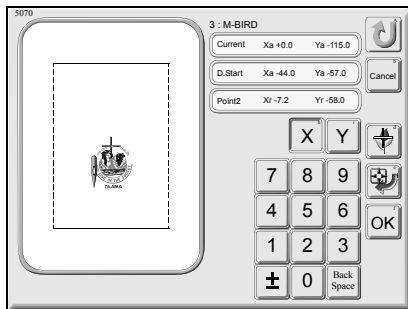 5070
3 : M-BIRD
Current Xa +0.0 Ya -115.0
D.Start Xa -44.0 Ya -57.0
Cancel
Point2 Xr -7.2 Yr -58.0
X Y
7 8 9
4 5 6
OK
1 2 3
± 0 Back Space
TAJIMA